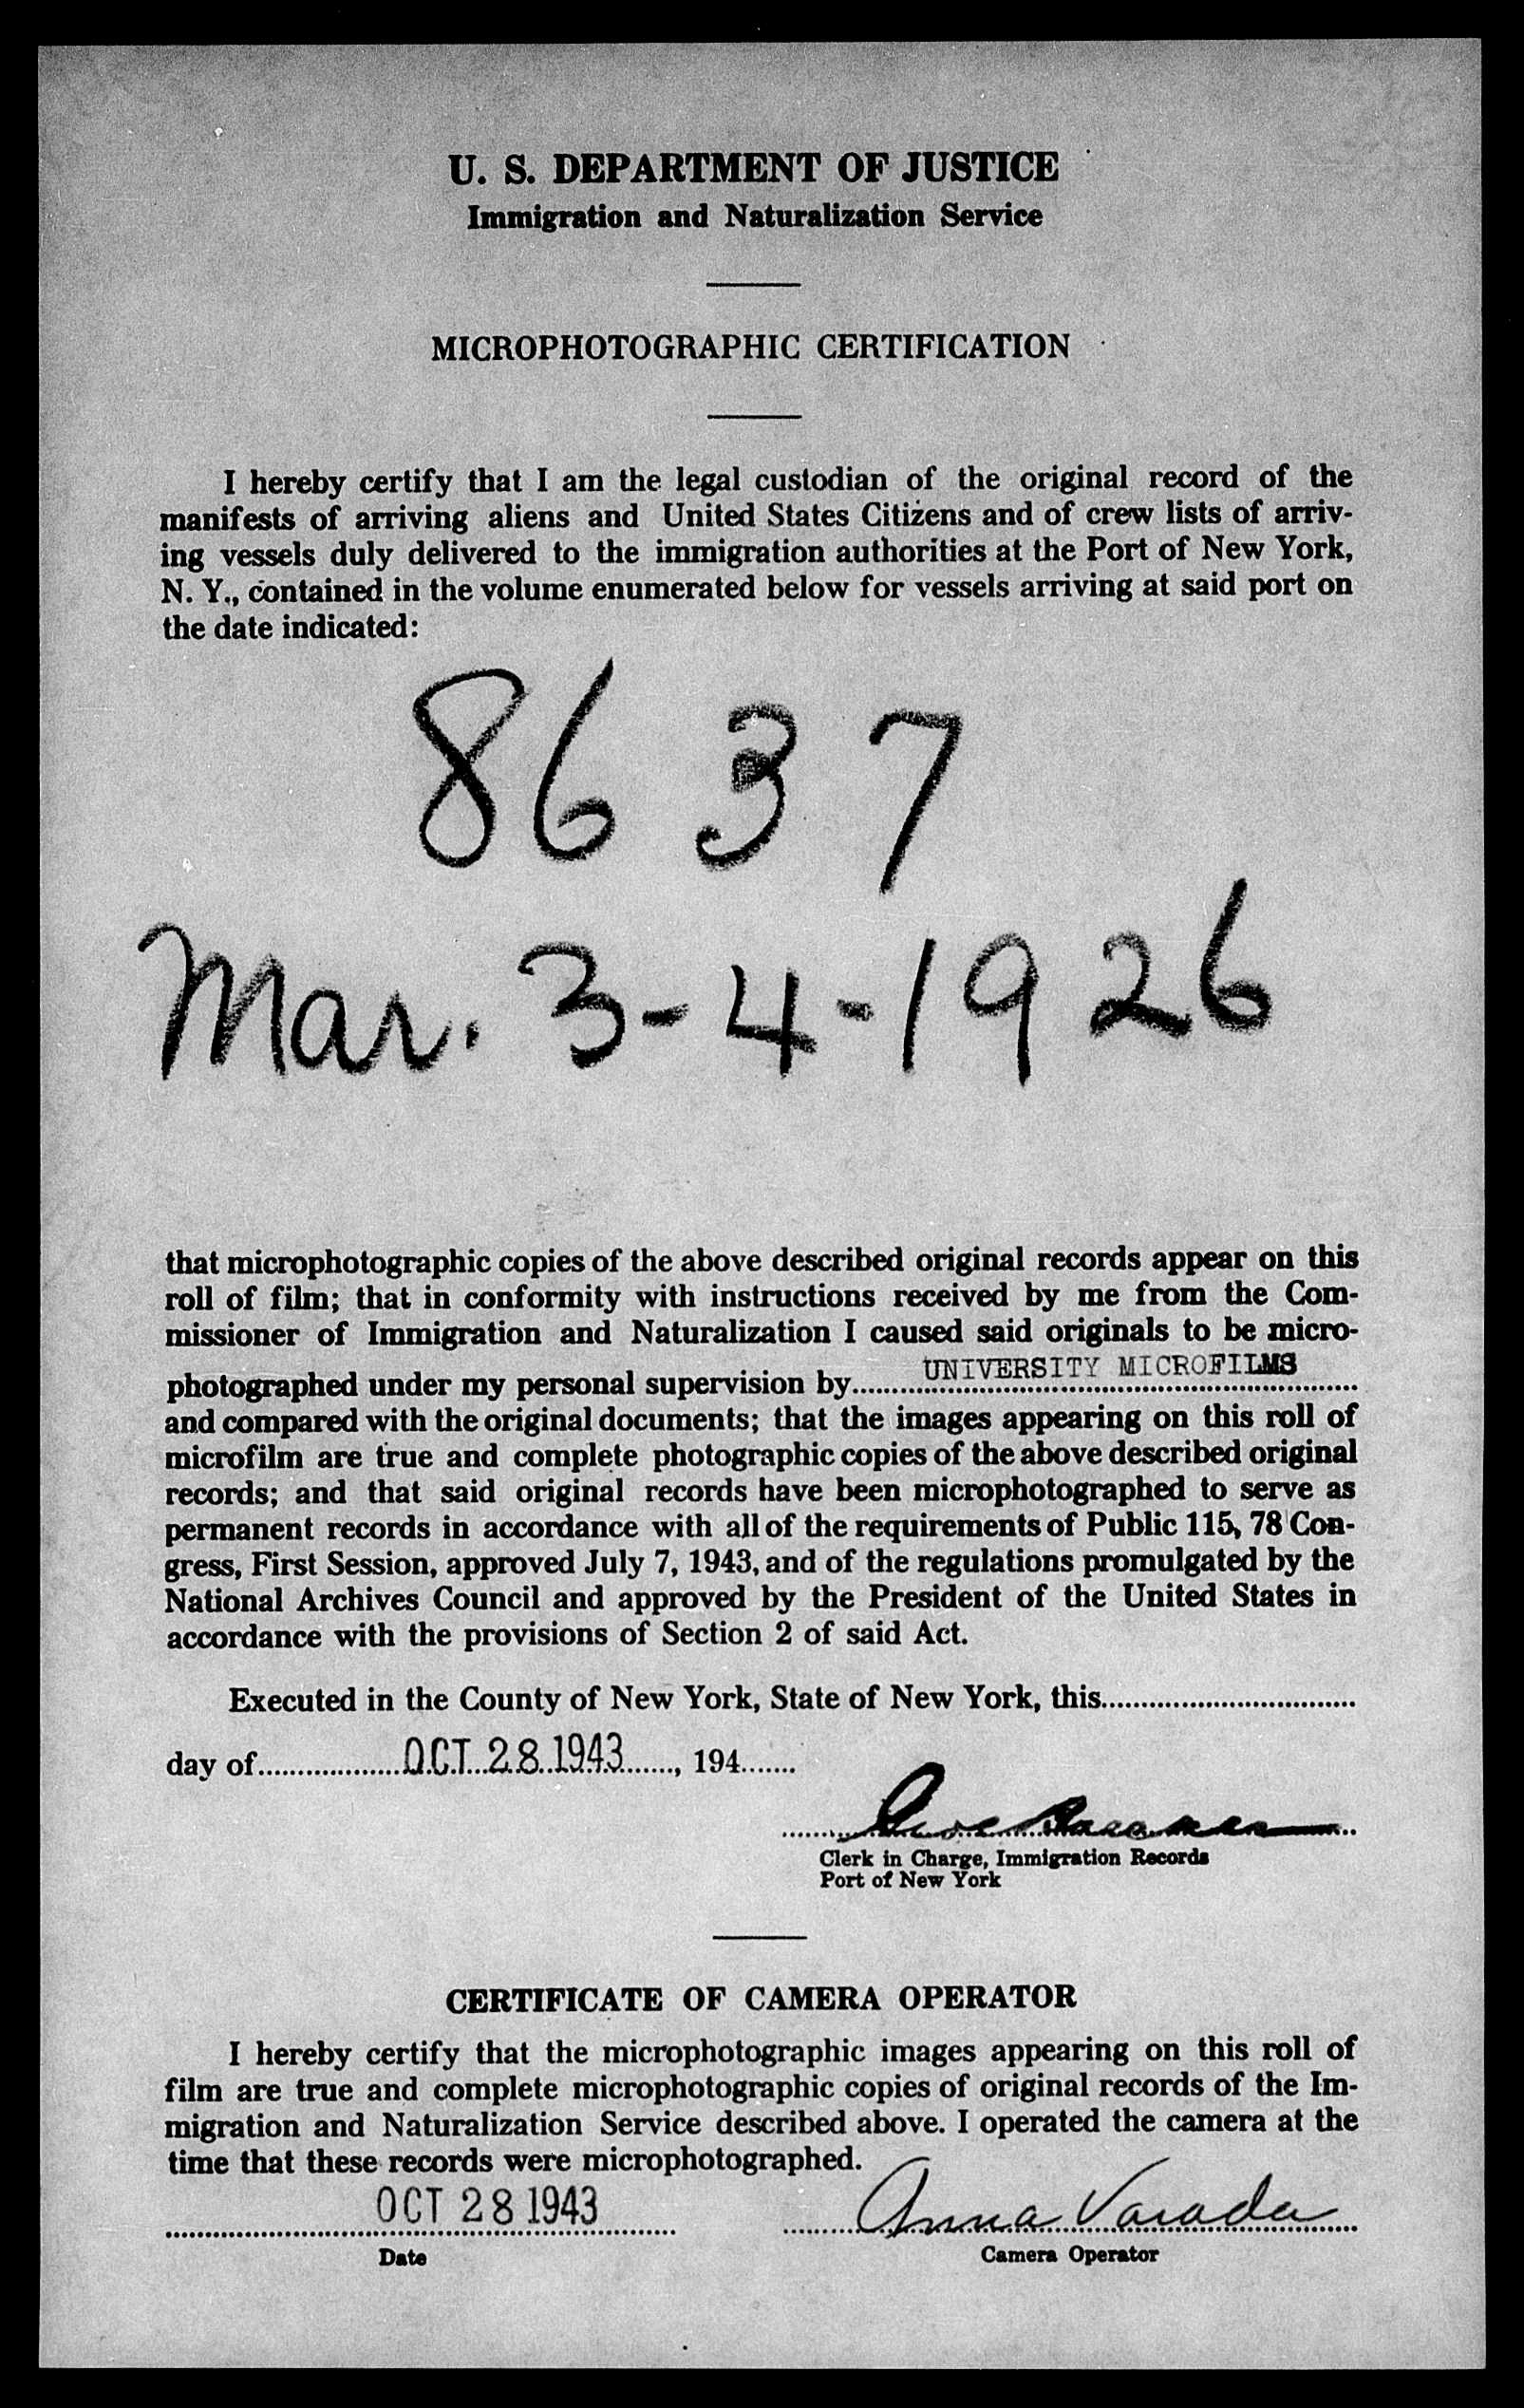 U. S. DEPARTMENT OF JUSTICE
Immigration and Naturalization Service
MICROPHOTOGRAPHIC CERTIFICATION
I hereby certify that I am the legal custodian of the original record of the
manifests of arriving aliens and United States Citizens and of crew lists of arriv-
ing vessels duly delivered to the immigration authorities at the Port of New York,
N. Y., contained in the volume enumerated below for vessels arriving at said port on
the date indicated:
8637
Mar. 3-4-1926
that microphotographic copies of the above described original records appear on this
roll of film; that in conformity with instructions received by me from the Com-
missioner of Immigration and Naturalization I caused said originals to be micro-
photographed under my personal supervision by UNIVERSITY MICROFILMS
and compared with the original documents; that the images appearing on this roll of
microfilm are true and complete photographic copies of the above described original
records; and that said original records have been microphotographed to serve as
permanent records in accordance with all of the requirements of Public 115, 78 Con-
gress, First Session, approved July 7, 1943, and of the regulations promulgated by the
National Archives Council and approved by the President of the United States in
accordance with the provisions of Section 2 of said Act.
Executed in the County of New York, State of New York, this
day of OCT 28 1943, 194
Clerk in Charge, Immigration Records
Port of New York
CERTIFICATE OF CAMERA OPERATOR
I hereby certify that the microphotographic images appearing on this roll of
film are true and complete microphotographic copies of original records of the Im-
migration and Naturalization Service described above. I operated the camera at the
time that these records were microphotographed.
OCT 28 1943 Anna Varada
Date Camera Operator